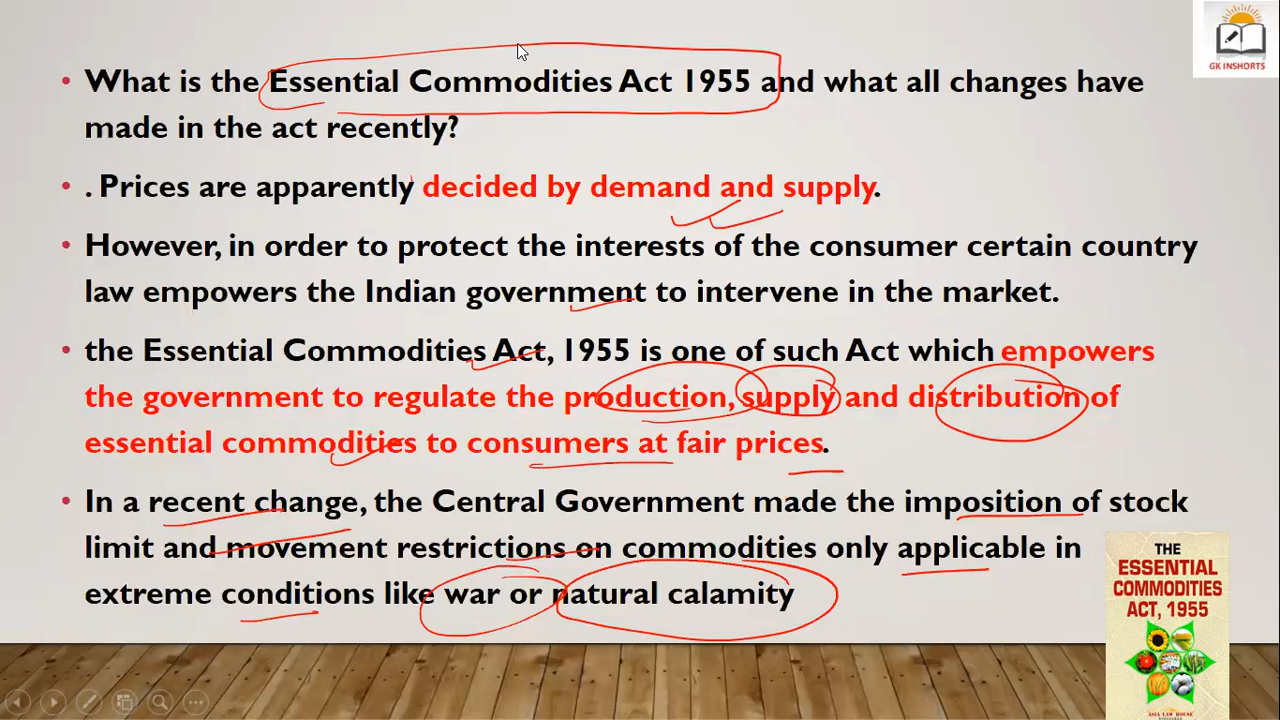 GK INSHORTS
• What is the Essential Commodities Act 1955 and what all changes have
made in the act recently?
• . Prices are apparently decided by demand and supply.
• However, in order to protect the interests of the consumer certain country
law empowers the Indian government to intervene in the market.
• the Essential Commodities Act, 1955 is one of such Act which empowers
the government to regulate the production, supply and distribution of
essential commodities to consumers at fair prices.
• In a recent change, the Central Government made the imposition of stock
limit and movement restrictions on commodities only applicable in
extreme conditions like war or natural calamity
THE
ESSENTIAL
COMMODITIES
ACT, 1955
ASIA LAW HOUSE